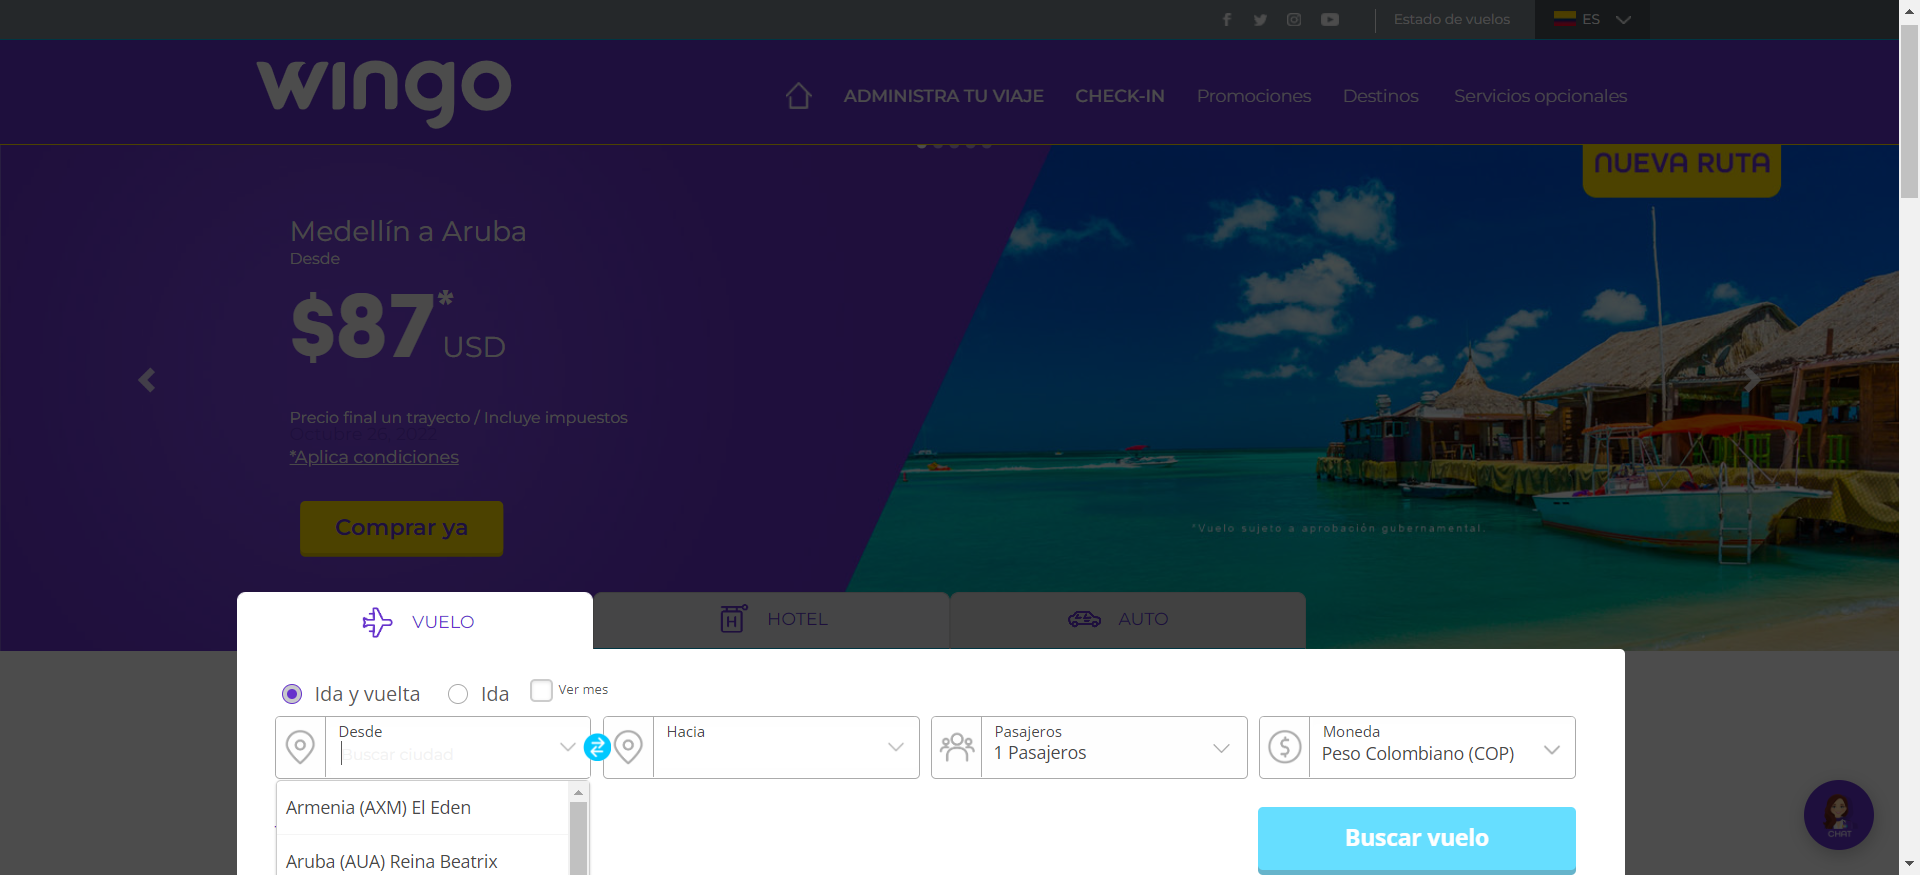 Estado de vuelos
ES
wingo
ADMINISTRA TU VIAJE
CHECK-IN
Promociones
Destinos
Servicios opcionales
NUEVA RUTA
Medellín a Aruba
Desde
$87* USD
Precio final un trayecto / Incluye impuestos
Octubre 26, 2022
*Aplica condiciones
Comprar ya
*Vuelo sujeto a aprobación gubernamental.
VUELO
H
HOTEL
AUTO
Ida y vuelta
Ida
Ver mes
Desde
Buscar ciudad
Hacia
Pasajeros
1 Pasajeros
Moneda
$
Peso Colombiano (COP)
Armenia (AXM) El Eden
Aruba (AUA) Reina Beatrix
Buscar vuelo
CHAT